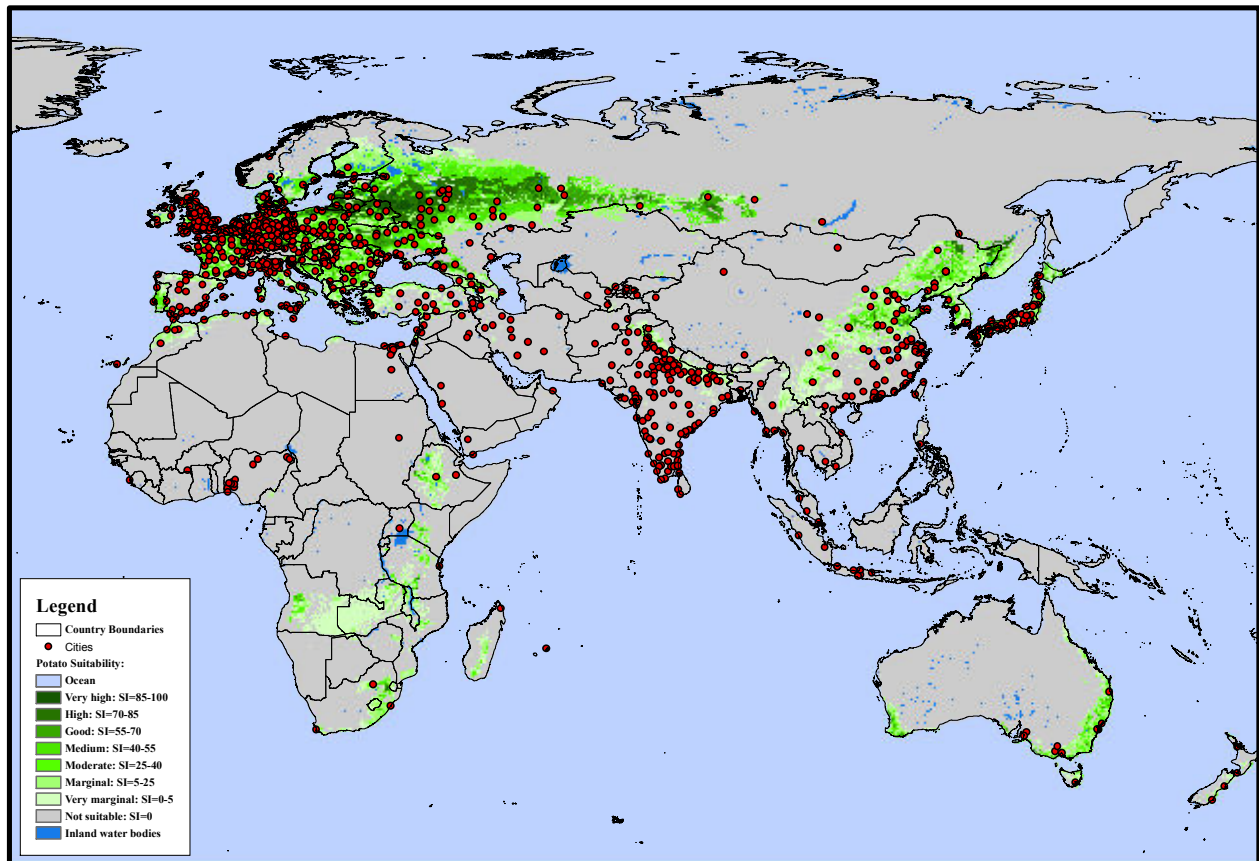 Legend
Country Boundaries
Cities
Potato Suitability:
Ocean
Very high: SI=85-100
High: SI=70-85
Good: SI=55-70
Medium: SI=40-55
Moderate: SI=25-40
Marginal: SI=5-25
Very marginal: SI=0-5
Not suitable: SI=0
Inland water bodies